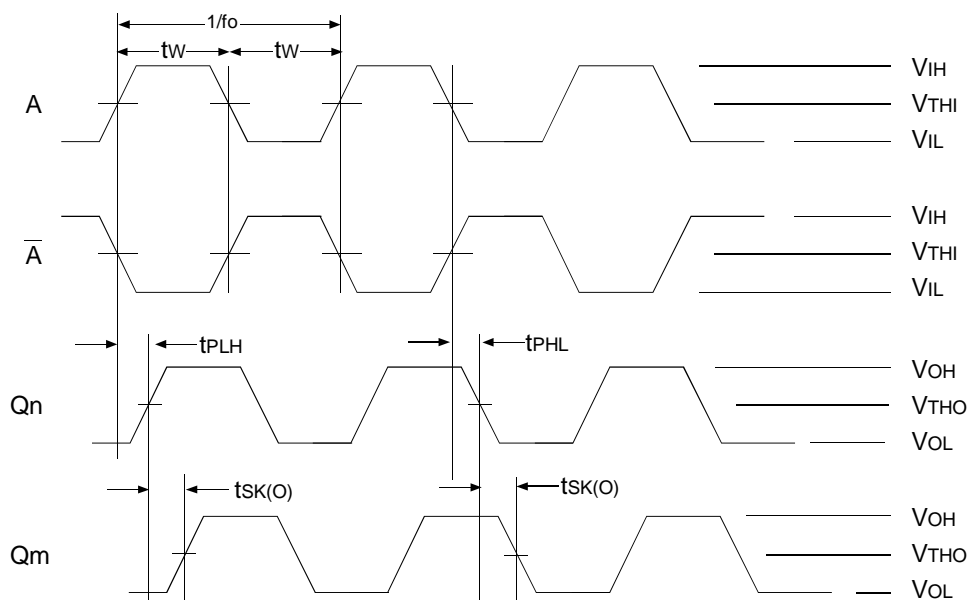 1/fo
tW tW
VIH
A VTHI
VIL
VIH
A VTHI
VIL
tPLH tPHL
VOH
Qn VTHO
VOL
tSK(O) tSK(O)
VOH
Qm VTHO
VOL